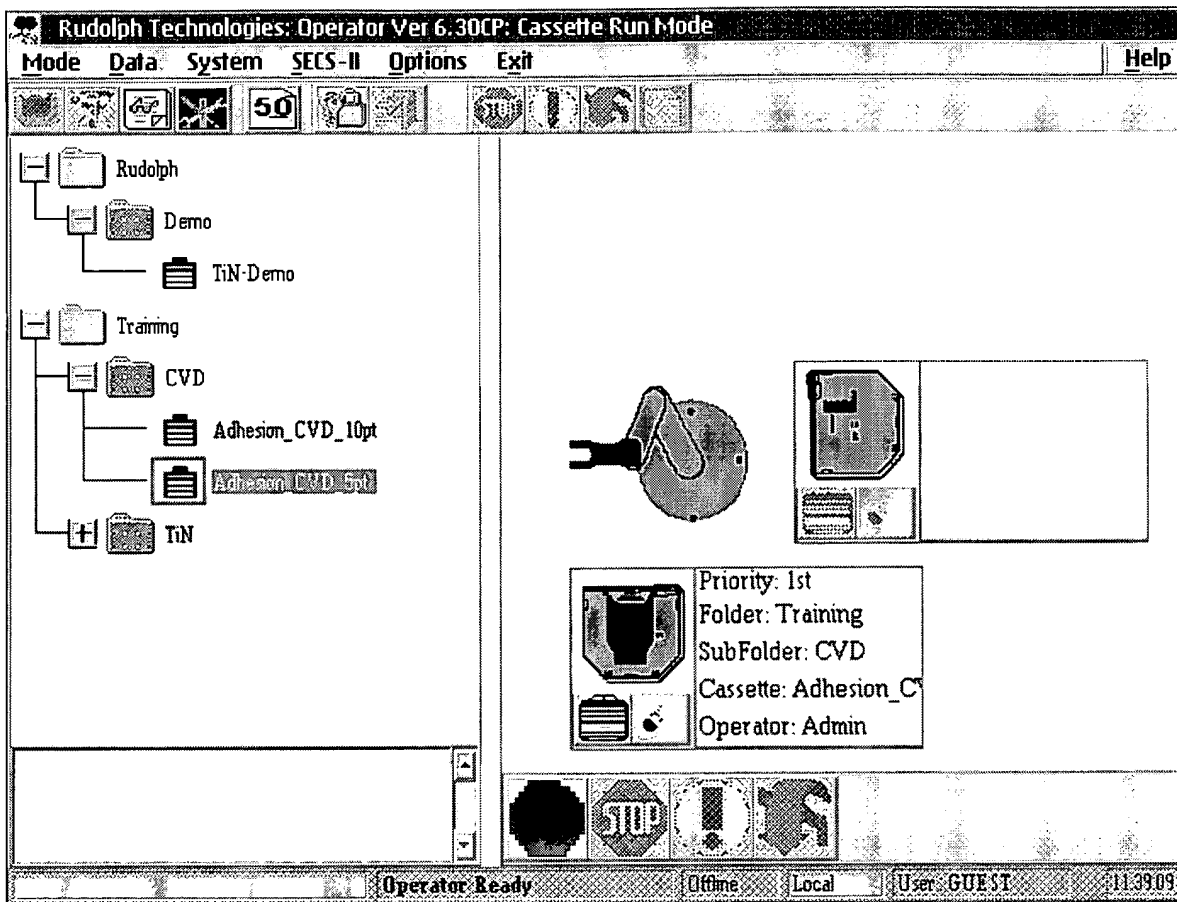 Rudolph Technologies: Operator Ver 6.30CP: Cassette Run Mode
Mode Data System SECS-II Options Exit Help
50
Rudolph
Demo
TiN-Demo
Training
CVD
Adhesion_CVD_10pt
Adhesion_CVD_5pt
TiN
Priority: 1st
Folder: Training
SubFolder: CVD
Cassette: Adhesion_CV
Operator: Admin
STOP
Operator Ready Offline Local User: GUEST 11:39:09